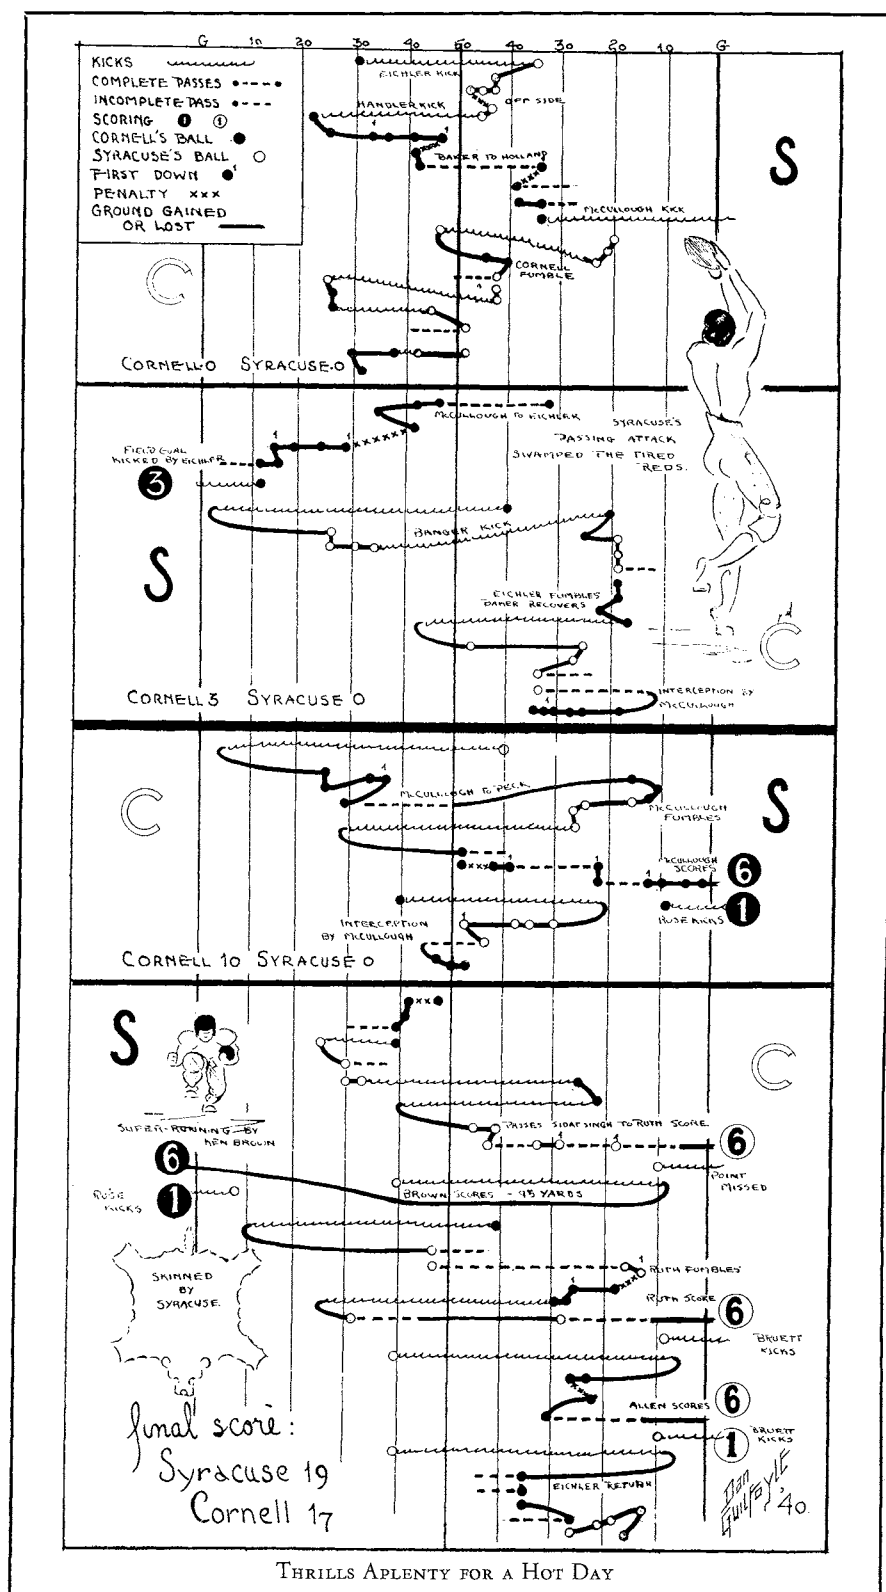 G 10 20 30 40 50 40 30 20 10 G
KICKS
COMPLETE PASSES
INCOMPLETE PASS
SCORING 1 1
CORNELL'S BALL
SYRACUSE'S BALL
FIRST DOWN 1
PENALTY xxx
GROUND GAINED
OR LOST
EICHLER KICK
OFF SIDE
HANDLER KICK
BAKER TO HOLLAND
MCCULLOUGH KICK
CORNELL
FUMBLE
S
C
CORNELL 0 SYRACUSE 0
MCCULLOUGH TO EICHLER
SYRACUSE'S
PASSING ATTACK
SWAMPED THE TIRED
REDS.
FIELD GOAL
KICKED BY EICHLER
3
BANGER KICK
S
EICHLER FUMBLES
DAMER RECOVERS
C
INTERCEPTION BY
MCCULLOUGH
CORNELL 3 SYRACUSE 0
C
MCCULLOUGH TO PECK
MCCULLOUGH
FUMBLES
S
MCCULLOUGH
SCORES
6
ROSE KICKS
1
INTERCEPTION
BY MCCULLOUGH
CORNELL 10 SYRACUSE 0
S
C
SUPER-RUNNING BY
KEN BROWN
PASSES SIDAT SINGH TO RUTH SCORE
6
POINT
MISSED
6
BROWN SCORES - 95 YARDS
ROSE
KICKS
1
SKINNED
BY
SYRACUSE.
RUTH FUMBLES
RUTH SCORE
6
BRUETT
KICKS
ALLEN SCORES
6
BRUETT
KICKS
1
EICHLER RETURN
final score:
Syracuse 19
Cornell 17
Dan
Guilfoyle '40.
THRILLS APLENTY FOR A HOT DAY